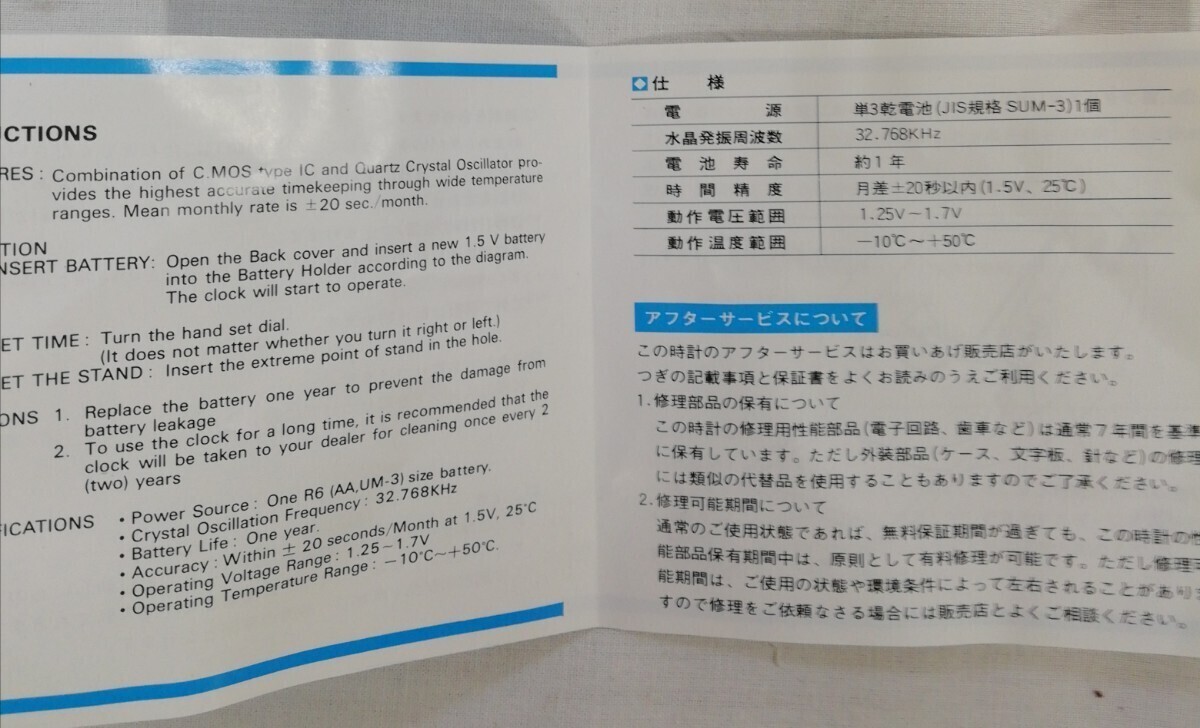 UCTIONS
RES : Combination of C.MOS type IC and Quartz Crystal Oscillator pro-
vides the highest accurate timekeeping through wide temperature
ranges. Mean monthly rate is ±20 sec./month.
TION
NSERT BATTERY: Open the Back cover and insert a new 1.5 V battery
into the Battery Holder according to the diagram.
The clock will start to operate.
ET TIME : Turn the hand set dial.
(It does not matter whether you turn it right or left.)
ET THE STAND : Insert the extreme point of stand in the hole.
ONS 1. Replace the battery one year to prevent the damage from
battery leakage
2. To use the clock for a long time, it is recommended that the
clock will be taken to your dealer for cleaning once every 2
(two) years
FICATIONS • Power Source : One R6 (AA,UM-3) size battery.
• Crystal Oscillation Frequency : 32.768KHz
• Battery Life : One year.
• Accuracy : Within ± 20 seconds/Month at 1.5V, 25°C
• Operating Voltage Range : 1.25－1.7V
• Operating Temperature Range : －10°C～＋50°C.
仕様
電源 単3乾電池(JIS規格 SUM-3)1個
水晶発振周波数 32.768KHz
電池寿命 約1年
時間精度 月差±20秒以内(1.5V、25℃)
動作電圧範囲 1.25V－1.7V
動作温度範囲 －10℃～＋50℃
アフターサービスについて
この時計のアフターサービスはお買いあげ販売店がいたします。
つぎの記載事項と保証書をよくお読みのうえご利用ください。
1.修理部品の保有について
この時計の修理用性能部品(電子回路、歯車など)は通常7年間を基準
に保有しています。ただし外装部品(ケース、文字板、針など)の修理
には類似の代替品を使用することもありますのでご了承ください。
2.修理可能期間について
通常のご使用状態であれば、無料保証期間が過ぎても、この時計の性
能部品保有期間中は、原則として有料修理が可能です。ただし修理可
能期間は、ご使用の状態や環境条件によって左右されることがありま
すので修理をご依頼なさる場合には販売店とよくご相談ください。